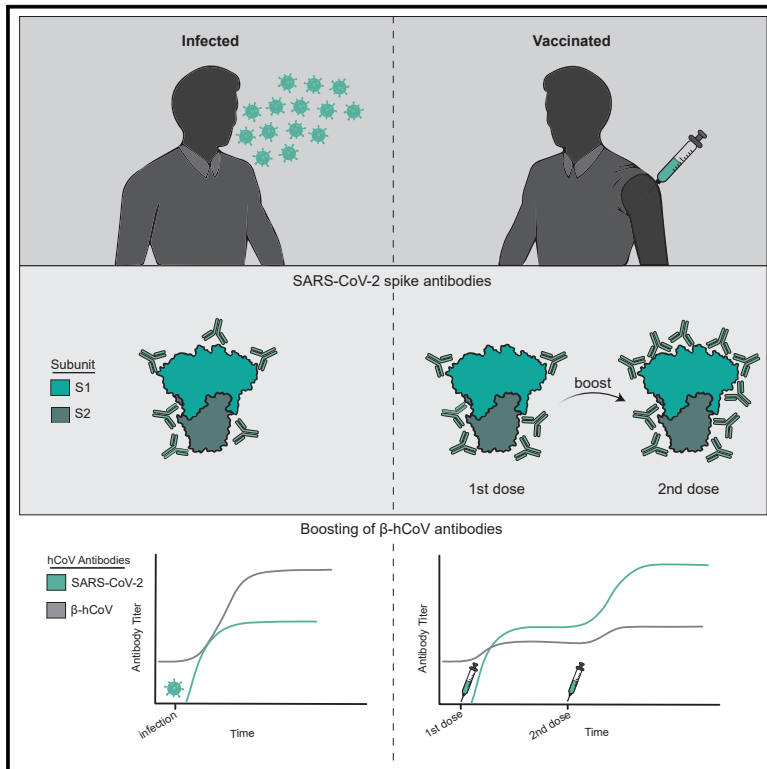 Infected
Vaccinated
SARS-CoV-2 spike antibodies
Subunit
S1
S2
boost
1st dose
2nd dose
Boosting of β-hCoV antibodies
hCoV Antibodies
SARS-CoV-2
β-hCoV
Antibody Titer
infection
Time
Antibody Titer
1st dose
2nd dose
Time